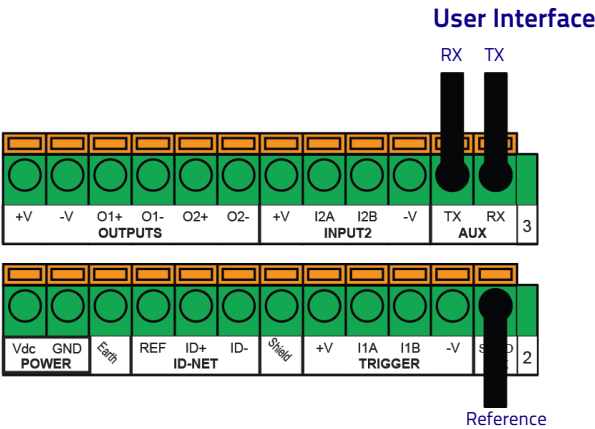 User Interface
RX TX
+V -V O1+ O1- O2+ O2- +V I2A I2B -V TX RX
OUTPUTS INPUT2 AUX 3
Vdc GND Earth REF ID+ ID- Shield +V I1A I1B -V
POWER ID-NET TRIGGER 2
Reference